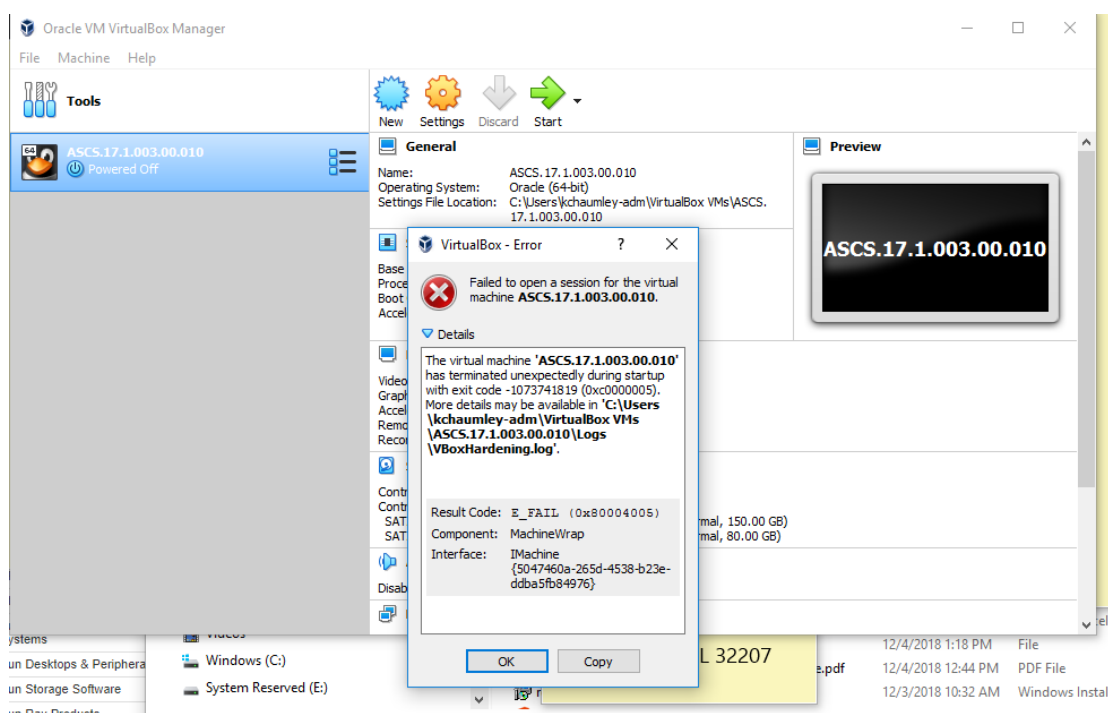 Oracle VM VirtualBox Manager
File Machine Help
Tools
New Settings Discard Start
64
ASCS.17.1.003.00.010
Powered Off
General
Name: ASCS.17.1.003.00.010
Operating System: Oracle (64-bit)
Settings File Location: C:\Users\kchaumley-adm\VirtualBox VMs\ASCS.
17.1.003.00.010
Preview
ASCS.17.1.003.00.010
Base
Proce
Boot
Accel
Video
Grap
Accel
Remo
Reco
Contr
Contr
SAT
SAT
rmal, 150.00 GB)
rmal, 80.00 GB)
Disab
VirtualBox - Error ? ×
Failed to open a session for the virtual
machine ASCS.17.1.003.00.010.
Details
The virtual machine 'ASCS.17.1.003.00.010'
has terminated unexpectedly during startup
with exit code -1073741819 (0xc0000005).
More details may be available in 'C:\Users
\kchaumley-adm\VirtualBox VMs
\ASCS.17.1.003.00.010\Logs
\VBoxHardening.log'.
Result Code: E_FAIL (0x80004005)
Component: MachineWrap
Interface: IMachine
{5047460a-265d-4538-b23e-
ddba5fb84976}
OK Copy
ystems
un Desktops & Periphera
un Storage Software
Windows (C:)
System Reserved (E:)
L 32207
12/4/2018 1:18 PM File
e.pdf 12/4/2018 12:44 PM PDF File
12/3/2018 10:32 AM Windows Instal